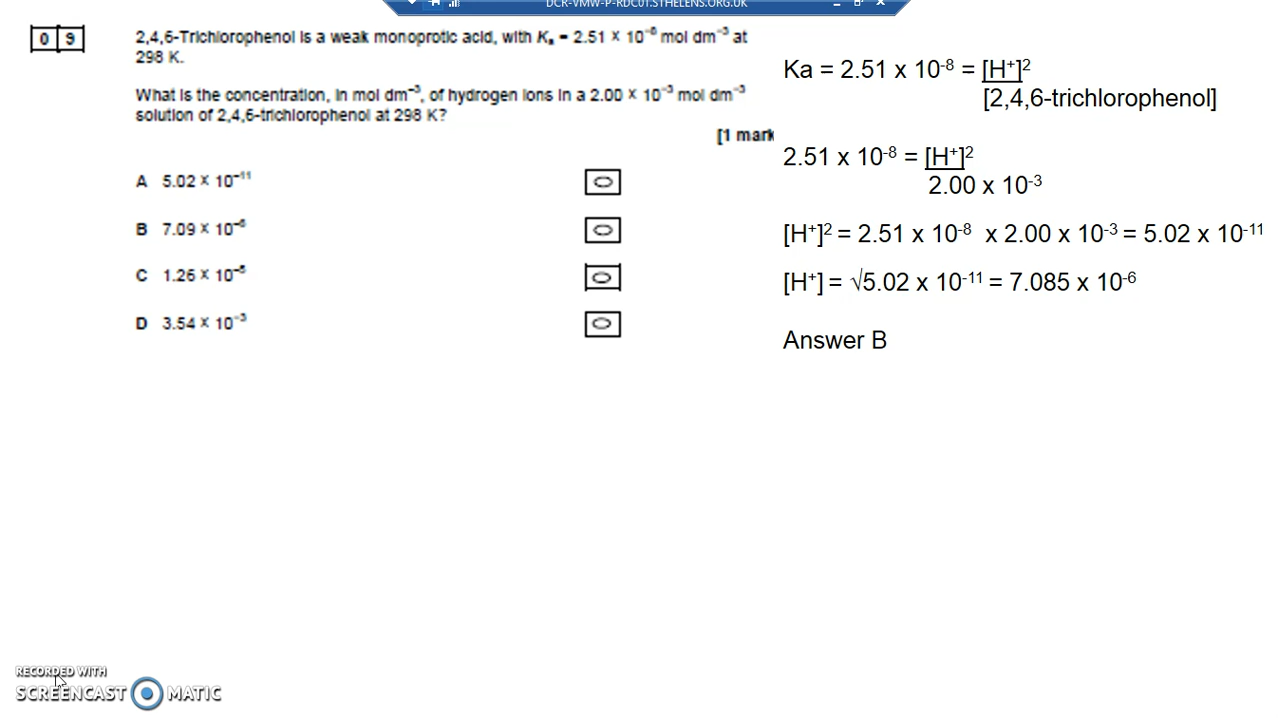 DCR-VMW-P-RDC01.STHELENS.ORG.UK
0 9
2,4,6-Trichlorophenol is a weak monoprotic acid, with Kₐ = 2.51 × 10⁻⁸ mol dm⁻³ at
298 K.
What is the concentration, in mol dm⁻³, of hydrogen ions in a 2.00 × 10⁻³ mol dm⁻³
solution of 2,4,6-trichlorophenol at 298 K?
[1 mark
A 5.02 × 10⁻¹¹
B 7.09 × 10⁻⁶
C 1.26 × 10⁻⁵
D 3.54 × 10⁻³
Ka = 2.51 x 10⁻⁸ = [H⁺]²
[2,4,6-trichlorophenol]
2.51 x 10⁻⁸ = [H⁺]²
2.00 x 10⁻³
[H⁺]² = 2.51 x 10⁻⁸ x 2.00 x 10⁻³ = 5.02 x 10⁻¹¹
[H⁺] = √5.02 x 10⁻¹¹ = 7.085 x 10⁻⁶
Answer B
RECORDED WITH
SCREENCAST MATIC